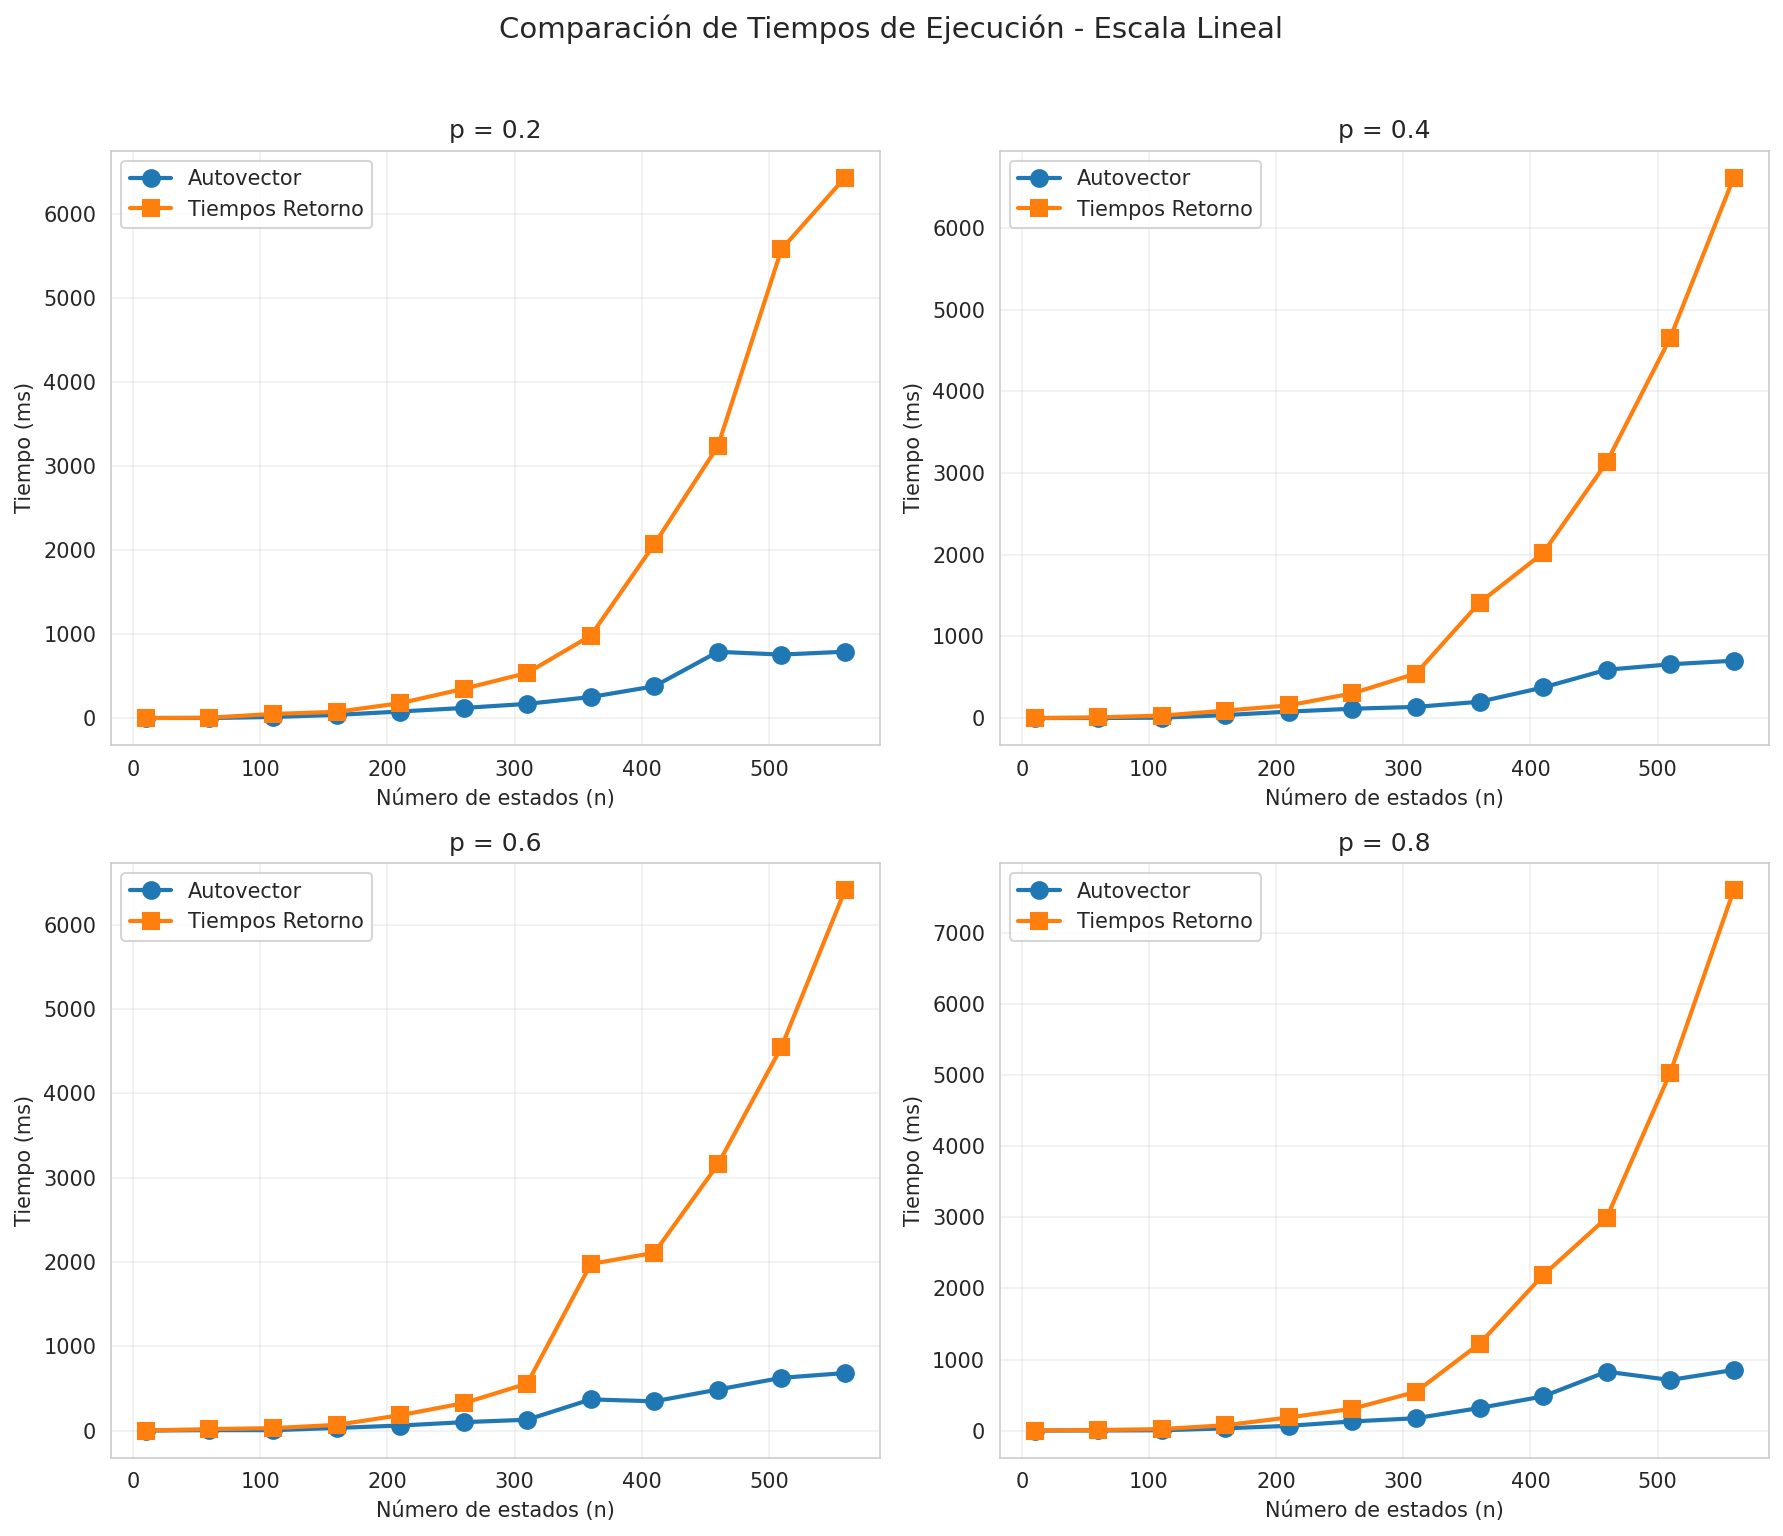 Comparación de Tiempos de Ejecución - Escala Lineal
p = 0.2
Autovector
Tiempos Retorno
6000
5000
4000
3000
2000
1000
0
Tiempo (ms)
0 100 200 300 400 500
Número de estados (n)
p = 0.4
Autovector
Tiempos Retorno
6000
5000
4000
3000
2000
1000
0
Tiempo (ms)
0 100 200 300 400 500
Número de estados (n)
p = 0.6
Autovector
Tiempos Retorno
6000
5000
4000
3000
2000
1000
0
Tiempo (ms)
0 100 200 300 400 500
Número de estados (n)
p = 0.8
Autovector
Tiempos Retorno
7000
6000
5000
4000
3000
2000
1000
0
Tiempo (ms)
0 100 200 300 400 500
Número de estados (n)